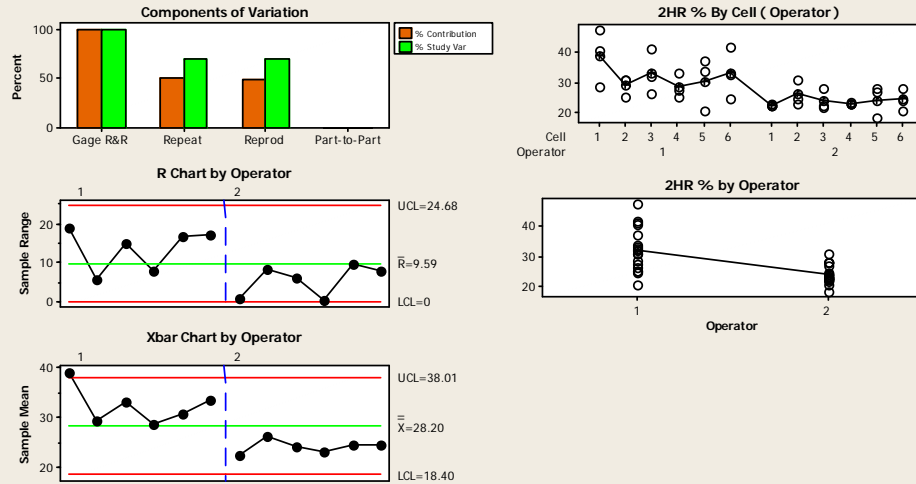 Components of Variation
100
50
0
Percent
Gage R&R Repeat Reprod Part-to-Part
% Contribution
% Study Var
2HR % By Cell ( Operator )
40
30
20
Cell 1 2 3 4 5 6 1 2 3 4 5 6
Operator 1 2
R Chart by Operator
1 2
20
10
0
Sample Range
UCL=24.68
R=9.59
LCL=0
2HR % by Operator
40
30
20
1 2
Operator
Xbar Chart by Operator
1 2
40
30
20
Sample Mean
UCL=38.01
X=28.20
LCL=18.40